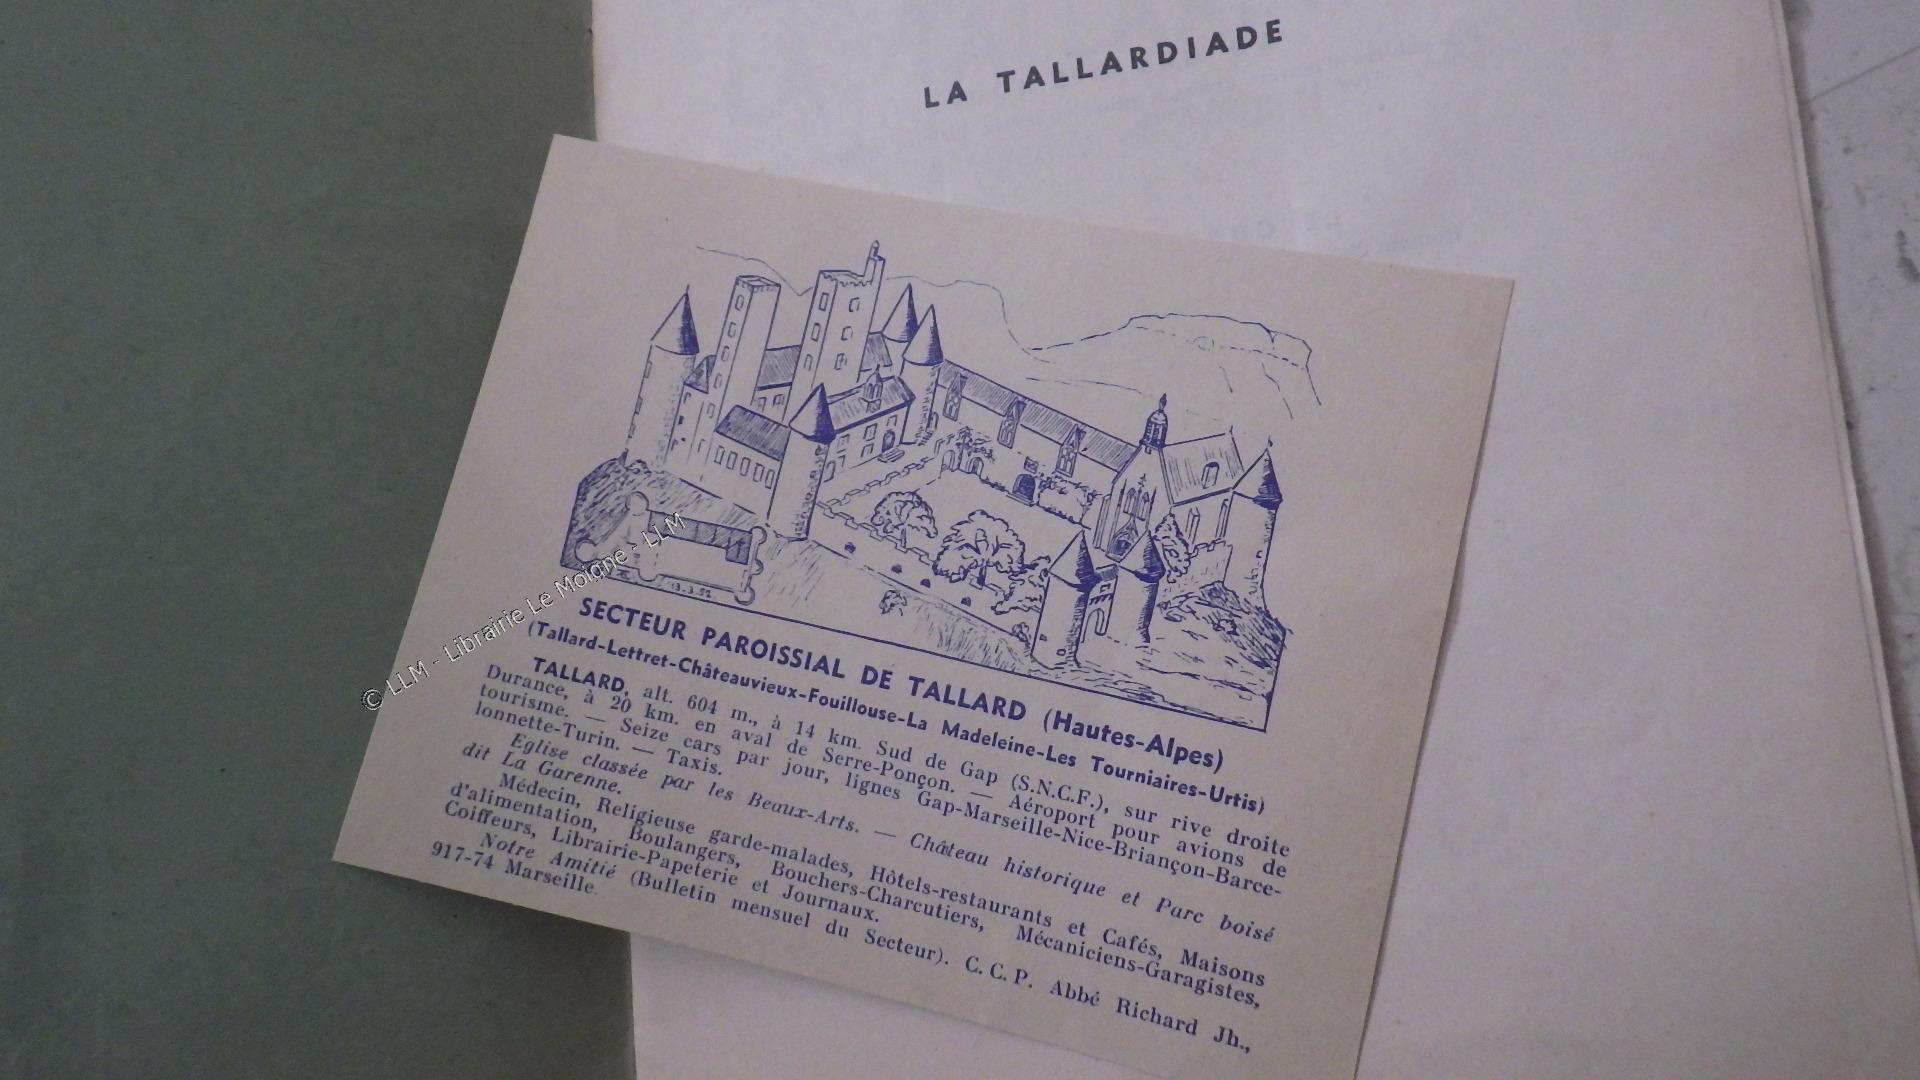 LA TALLARDIADE
13.3.52.
SECTEUR PAROISSIAL DE TALLARD (Hautes-Alpes)
(Tallard-Lettret-Châteauvieux-Fouillouse-La Madeleine-Les Tourniaires-Urtis)
TALLARD, alt. 604 m., à 14 km. Sud de Gap (S.N.C.F.), sur rive droite
Durance, à 20 km. en aval de Serre-Ponçon. — Aéroport pour avions de
tourisme. — Seize cars par jour, lignes Gap-Marseille-Nice-Briançon-Barce-
lonnette-Turin. — Taxis.
Eglise classée par les Beaux-Arts. — Château historique et Parc boisé
dit La Garenne.
Médecin, Religieuse garde-malades, Hôtels-restaurants et Cafés, Maisons
d'alimentation, Boulangers, Bouchers-Charcutiers, Mécaniciens-Garagistes,
Coiffeurs, Librairie-Papeterie et Journaux.
Notre Amitié (Bulletin mensuel du Secteur). C. C. P. Abbé Richard Jh.,
917-74 Marseille.
© LLM - Librairie Le Moigne - LLM